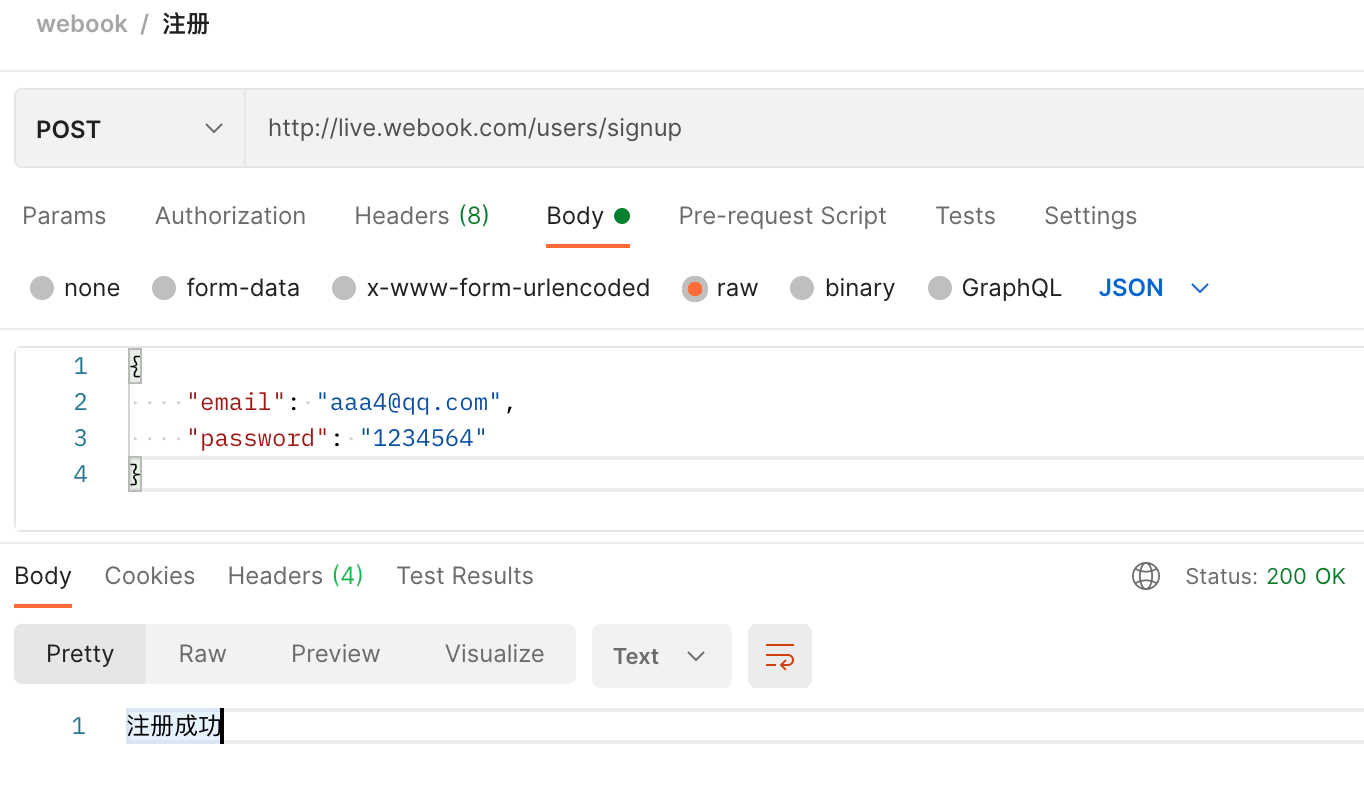 webook / 注册
POST http://live.webook.com/users/signup
Params Authorization Headers (8) Body Pre-request Script Tests Settings
none form-data x-www-form-urlencoded raw binary GraphQL JSON
1 {
2 ····"email":·"aaa4@qq.com",
3 ····"password":·"1234564"
4 }
Body Cookies Headers (4) Test Results Status: 200 OK
Pretty Raw Preview Visualize Text
1 注册成功